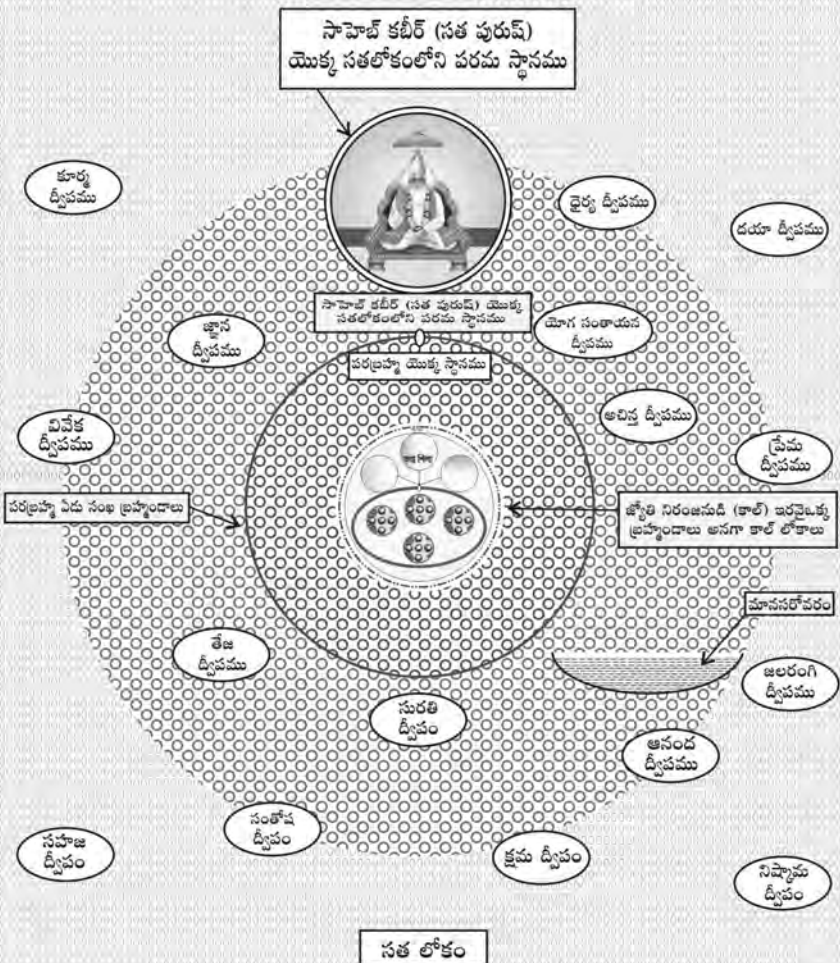 సాహెబ్ కబీర్ (సత పురుష్)
యొక్క సతలోకంలోని పరమ స్థానము
కూర్మ
ద్వీపము
ధైర్య ద్వీపము
దయా ద్వీపము
సాహెబ్ కబీర్ (సత పురుష్) యొక్క
సతలోకంలోని పరమ స్థానము
జ్ఞాన
ద్వీపము
యోగ సంతాయన
ద్వీపము
పరబ్రహ్మ యొక్క స్థానము
అచిన్త ద్వీపము
వివేక
ద్వీపము
ప్రేమ
ద్వీపము
పరబ్రహ్మ ఏడు సంఖ బ్రహ్మండాలు
జ్యోతి నిరంజనుడి (కాల్) ఇరవైఒక్క
బ్రహ్మండాలు అనగా కాల్ లోకాలు
మానసరోవరం
తేజ
ద్వీపము
జలరంగి
ద్వీపము
సురతి
ద్వీపం
ఆనంద
ద్వీపము
సంతోష
ద్వీపం
సహజ
ద్వీపం
క్షమ ద్వీపం
నిష్కామ
ద్వీపం
సత లోకం